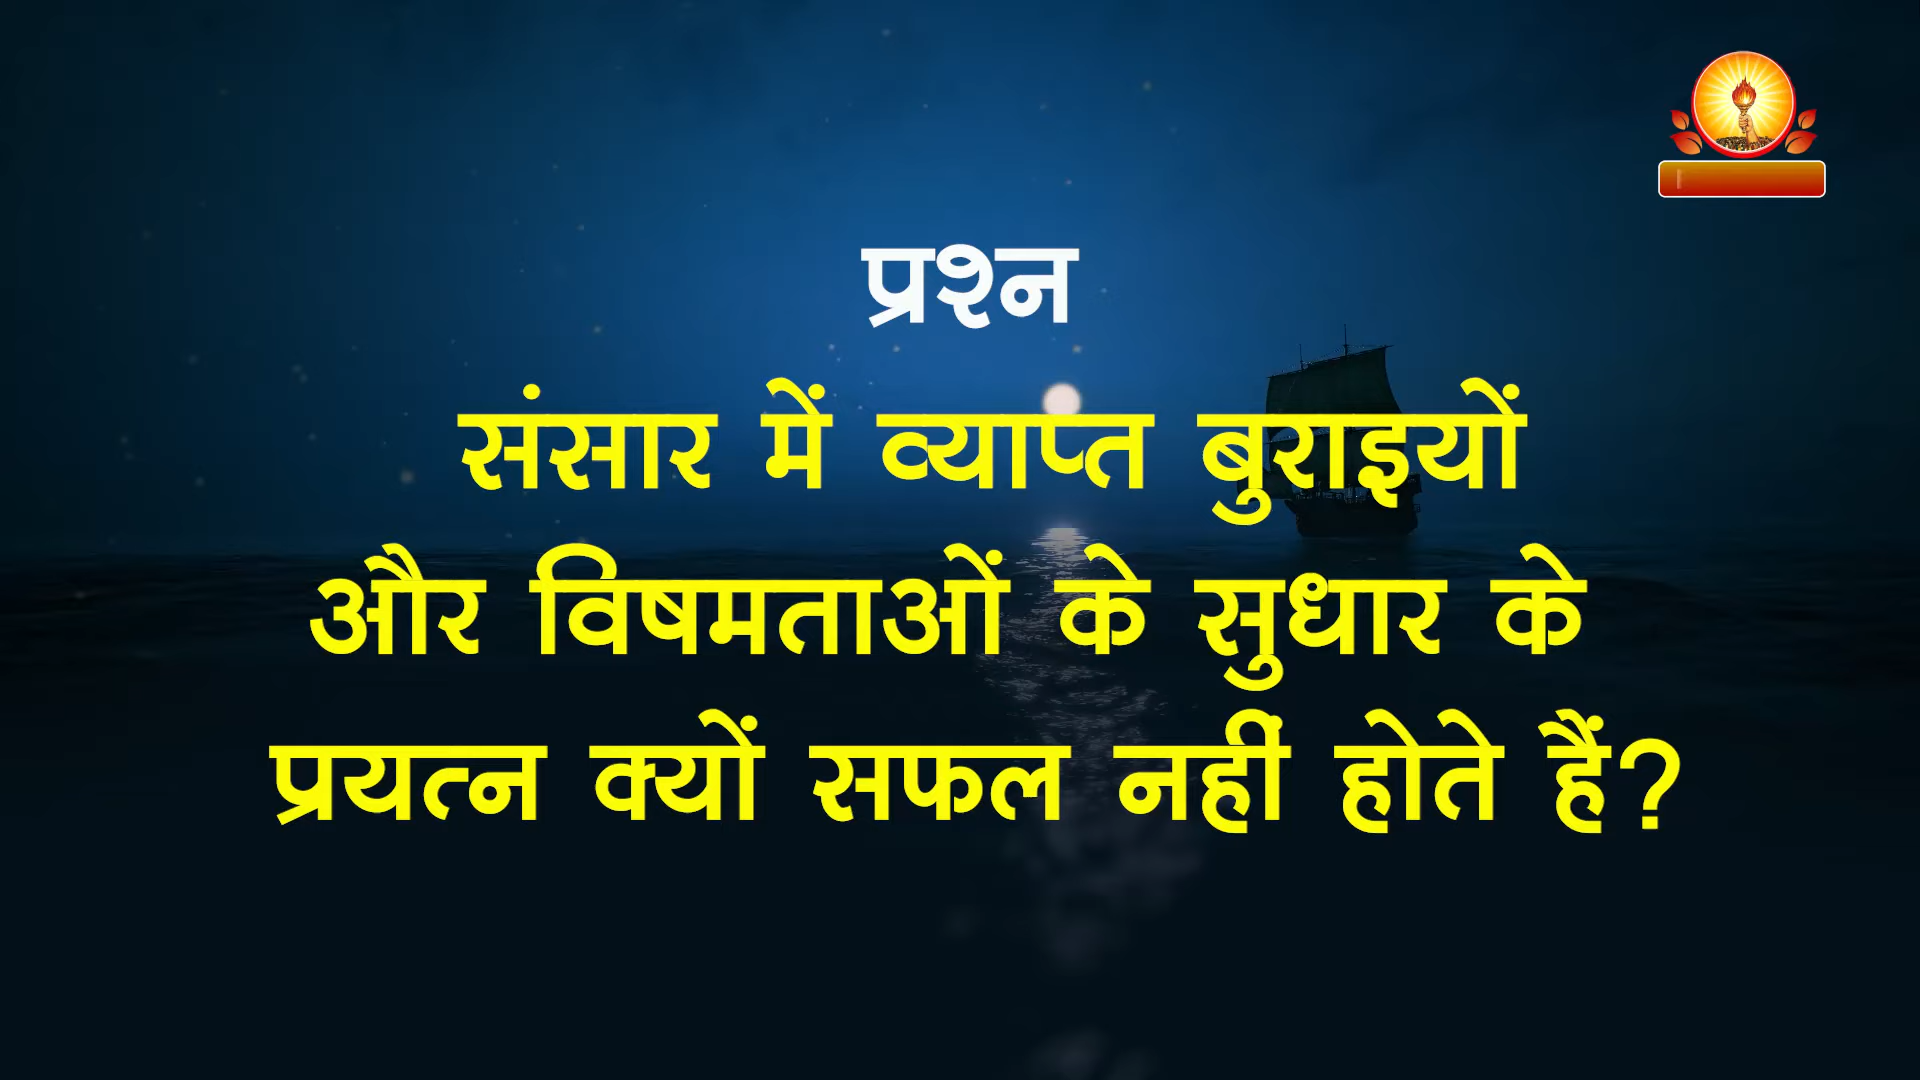 प्रश्न
संसार में व्याप्त बुराइयों
और विषमताओं के सुधार के
प्रयत्न क्यों सफल नहीं होते हैं?